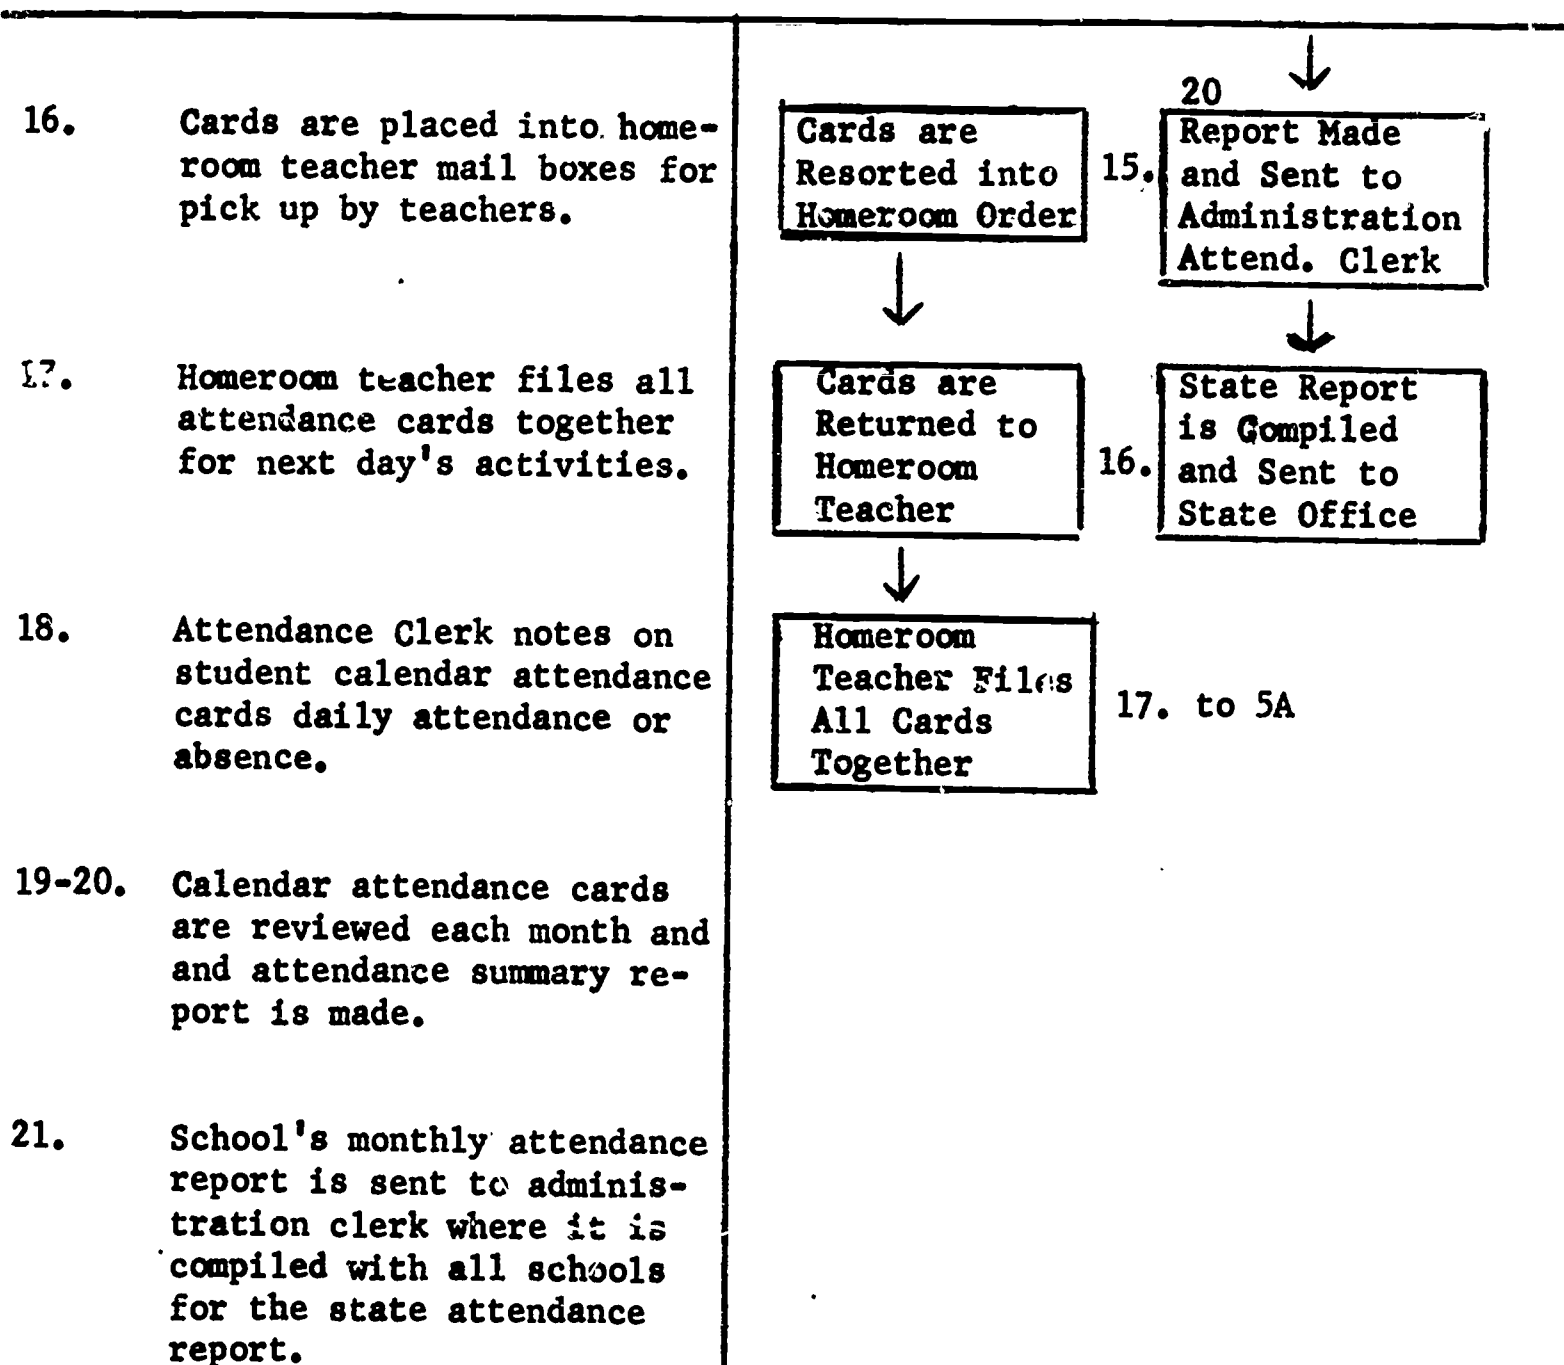 16. Cards are placed into home-
room teacher mail boxes for
pick up by teachers.
17. Homeroom teacher files all
attendance cards together
for next day's activities.
18. Attendance Clerk notes on
student calendar attendance
cards daily attendance or
absence.
19-20. Calendar attendance cards
are reviewed each month and
and attendance summary re-
port is made.
21. School's monthly attendance
report is sent to adminis-
tration clerk where it is
compiled with all schools
for the state attendance
report.
Cards are
Resorted into
Homeroom Order
15.
Cards are
Returned to
Homeroom
Teacher
16.
Homeroom
Teacher Files
All Cards
Together
17. to 5A
20
Report Made
and Sent to
Administration
Attend. Clerk
State Report
is Compiled
and Sent to
State Office